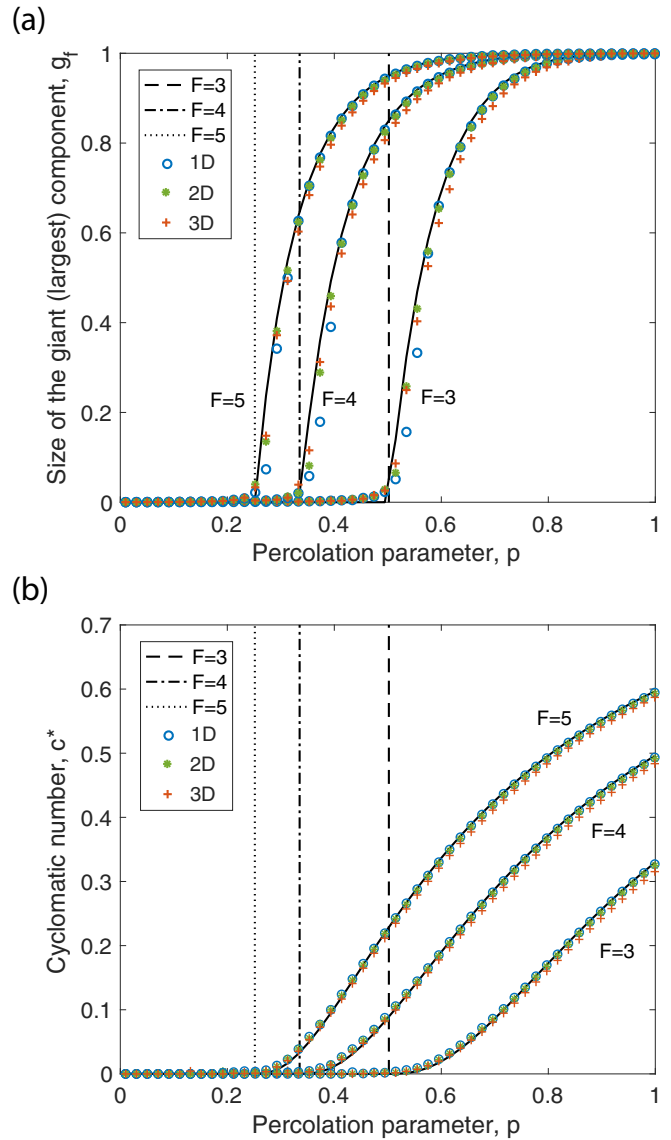 (a)
Size of the giant (largest) component, g_f
1
0.8
0.6
0.4
0.2
0
F=3
F=4
F=5
1D
2D
3D
F=5
F=4
F=3
0 0.2 0.4 0.6 0.8 1
Percolation parameter, p
(b)
Cyclomatic number, c*
0.7
0.6
0.5
0.4
0.3
0.2
0.1
0
F=3
F=4
F=5
1D
2D
3D
F=5
F=4
F=3
0 0.2 0.4 0.6 0.8 1
Percolation parameter, p